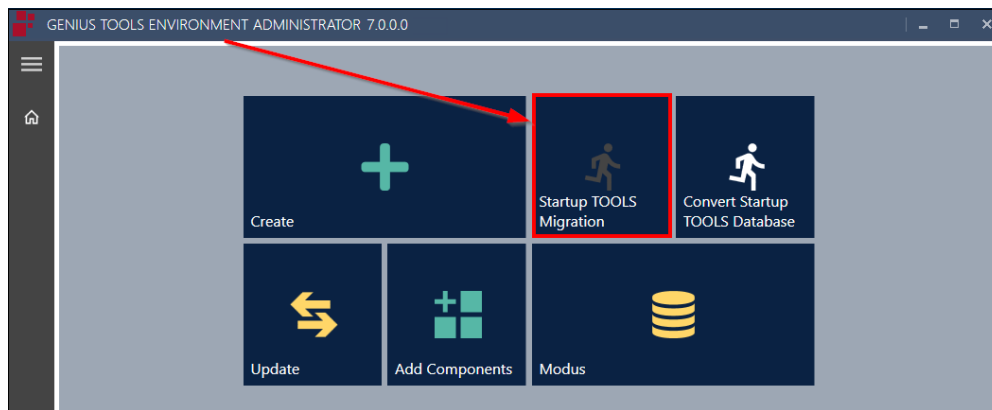 GENIUS TOOLS ENVIRONMENT ADMINISTRATOR 7.0.0.0
Create
Startup TOOLS
Migration
Convert Startup
TOOLS Database
Update
Add Components
Modus